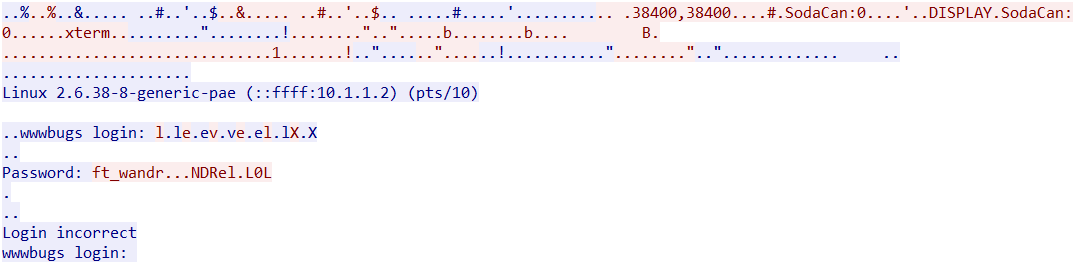 ..%..%..&..... ..#..'..$..&..... ..#..'..$.. .....#.....'........... .38400,38400....#.SodaCan:0....'..DISPLAY.SodaCan:
0......xterm.........."........!........"..".....b........b....	B.
..............................1.......!.."......"......!..........."........"..".............	..
.....................
Linux 2.6.38-8-generic-pae (::ffff:10.1.1.2) (pts/10)
..wwwbugs login: l.le.ev.ve.el.lX.X
..
Password: ft_wandr...NDRel.L0L
.
..
Login incorrect
wwwbugs login: